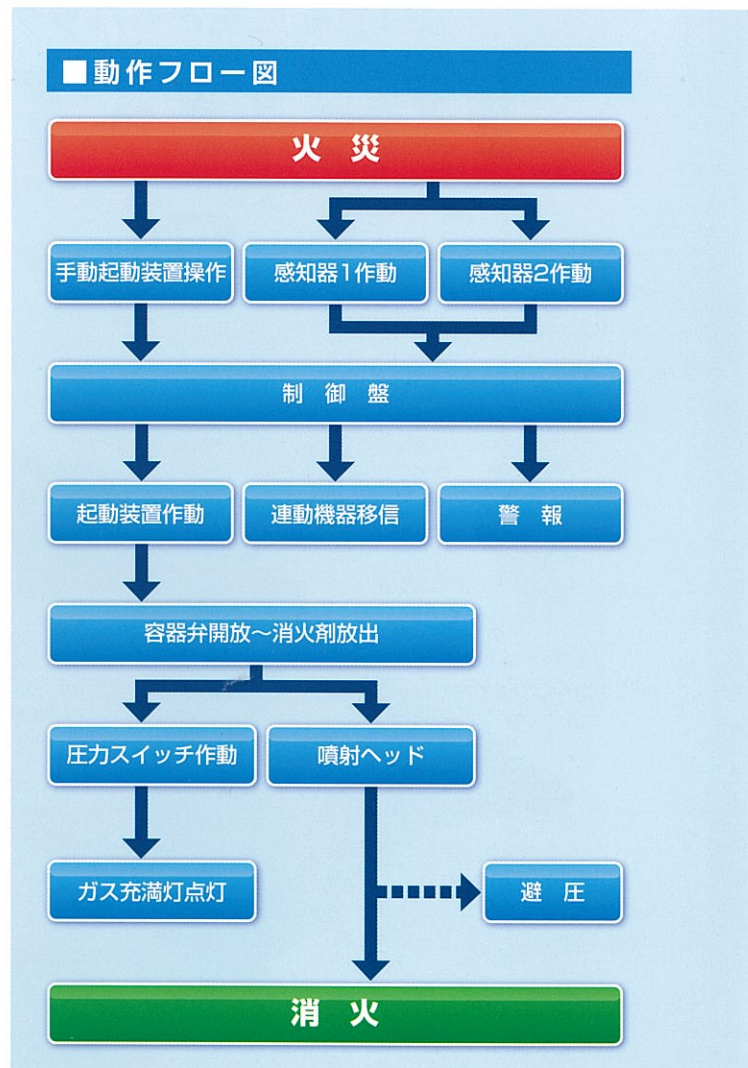 ■動作フロー図
火 災
手動起動装置操作
感知器1作動
感知器2作動
制 御 盤
起動装置作動
連動機器移信
警 報
容器弁開放〜消火剤放出
圧力スイッチ作動
噴射ヘッド
ガス充満灯点灯
避 圧
消 火